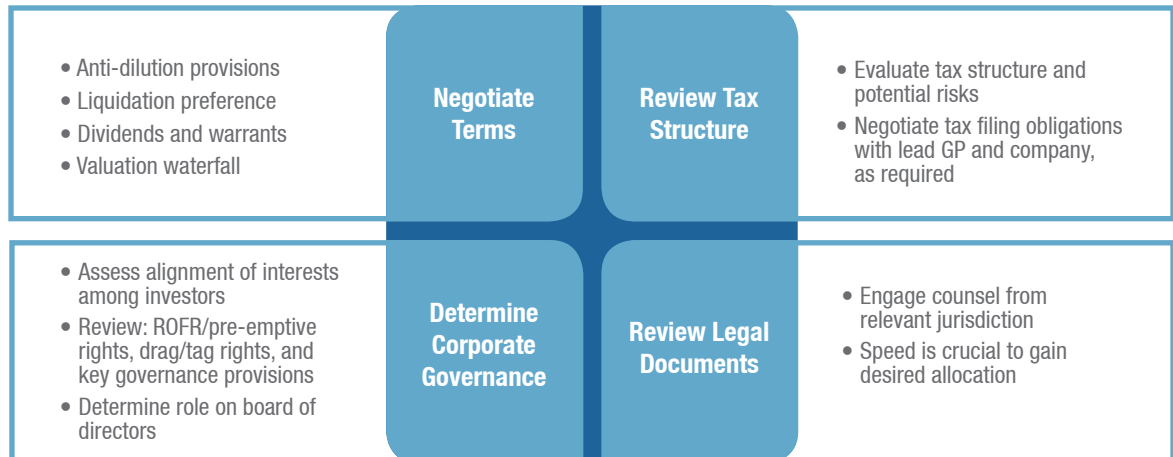 • Anti-dilution provisions
• Liquidation preference
• Dividends and warrants
• Valuation waterfall
Negotiate
Terms
Review Tax
Structure
• Evaluate tax structure and
potential risks
• Negotiate tax filing obligations
with lead GP and company,
as required
• Assess alignment of interests
among investors
• Review: ROFR/pre-emptive
rights, drag/tag rights, and
key governance provisions
• Determine role on board of
directors
Determine
Corporate
Governance
Review Legal
Documents
• Engage counsel from
relevant jurisdiction
• Speed is crucial to gain
desired allocation